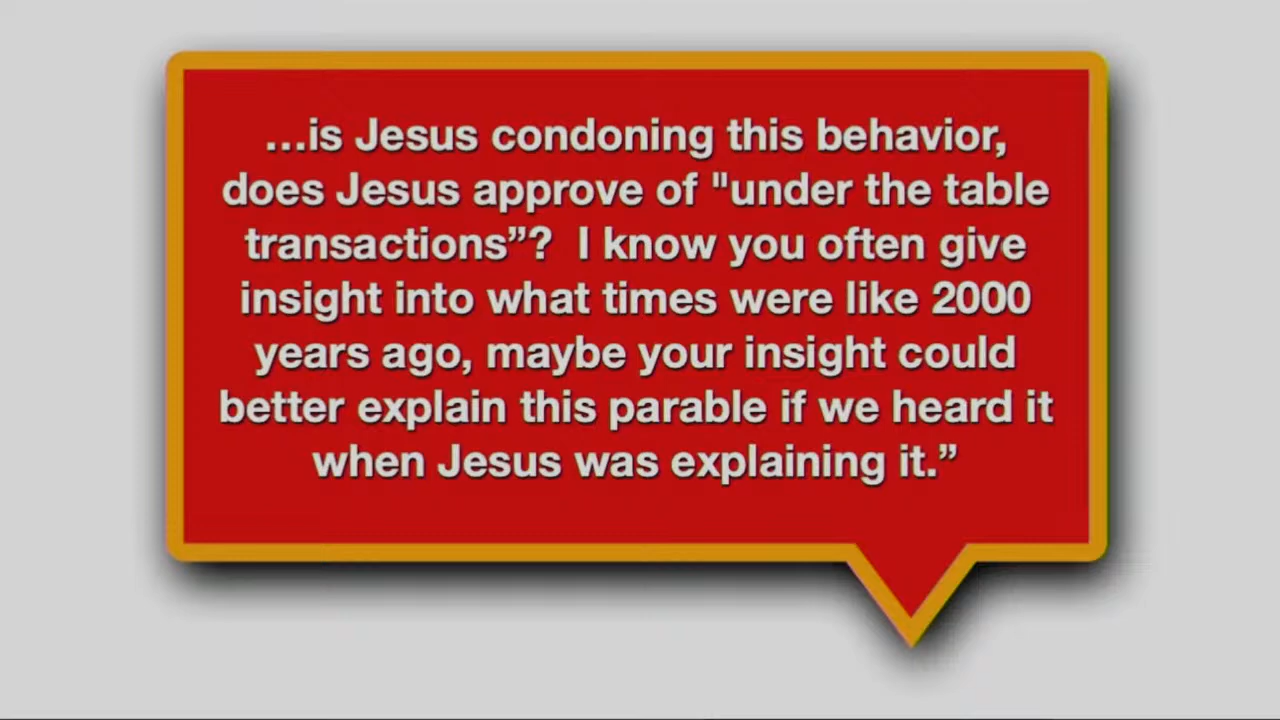 ...is Jesus condoning this behavior,
does Jesus approve of "under the table
transactions”?  I know you often give
insight into what times were like 2000
years ago, maybe your insight could
better explain this parable if we heard it
when Jesus was explaining it.”